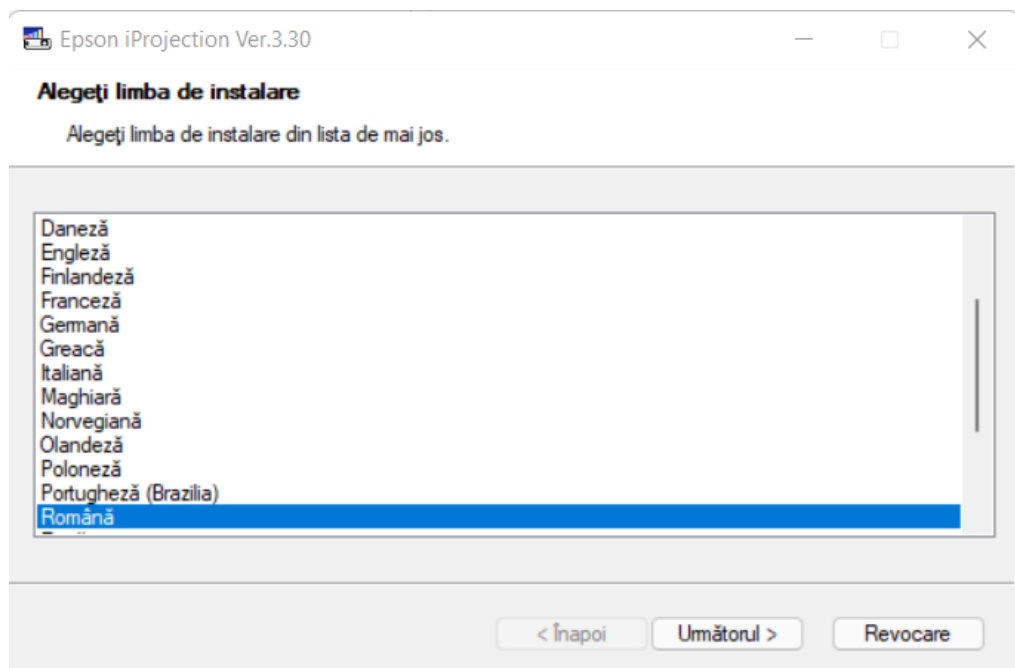 Epson iProjection Ver.3.30
Alegeţi limba de instalare
Alegeţi limba de instalare din lista de mai jos.
Daneză
Engleză
Finlandeză
Franceză
Germană
Greacă
Italiană
Maghiară
Norvegiană
Olandeză
Poloneză
Portugheză (Brazilia)
Română
< Înapoi Următorul > Revocare